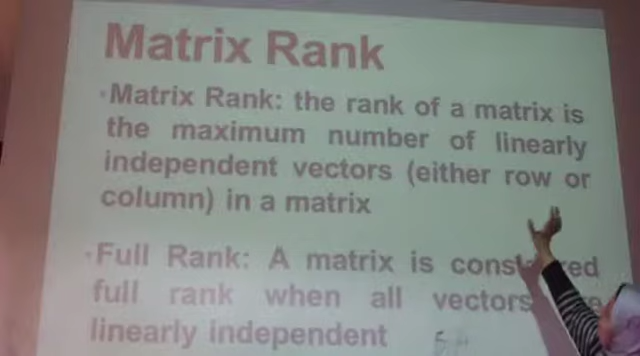 Matrix Rank
•Matrix Rank: the rank of a matrix is
the maximum number of linearly
independent vectors (either row or
column) in a matrix
•Full Rank: A matrix is
full rank when all vectors
linearly independent